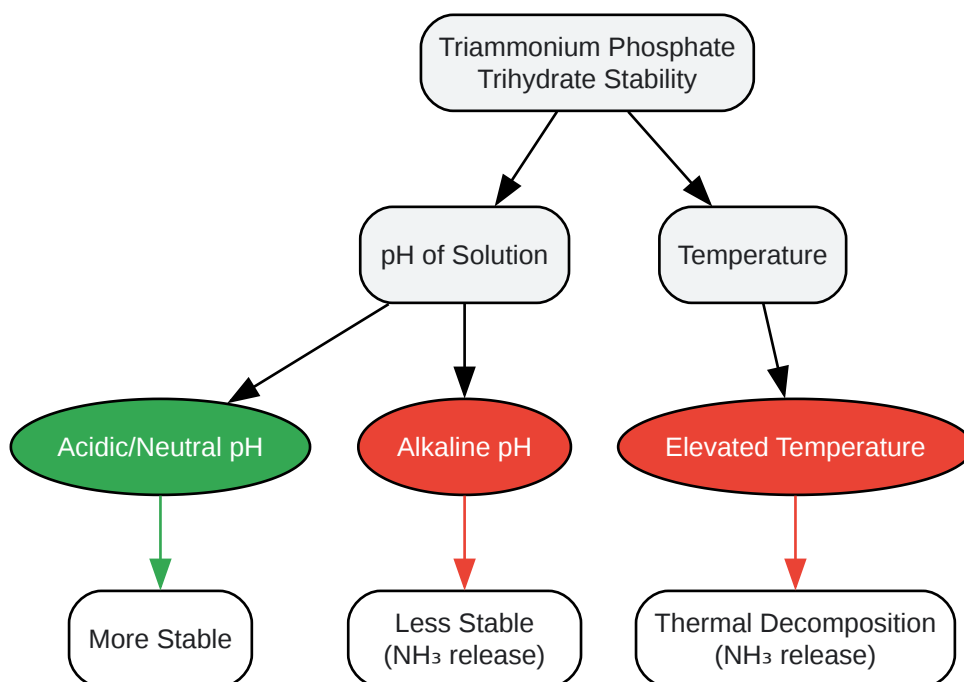 Triammonium Phosphate
Trihydrate Stability
pH of Solution
Temperature
Acidic/Neutral pH
Alkaline pH
Elevated Temperature
More Stable
Less Stable
(NH₃ release)
Thermal Decomposition
(NH₃ release)